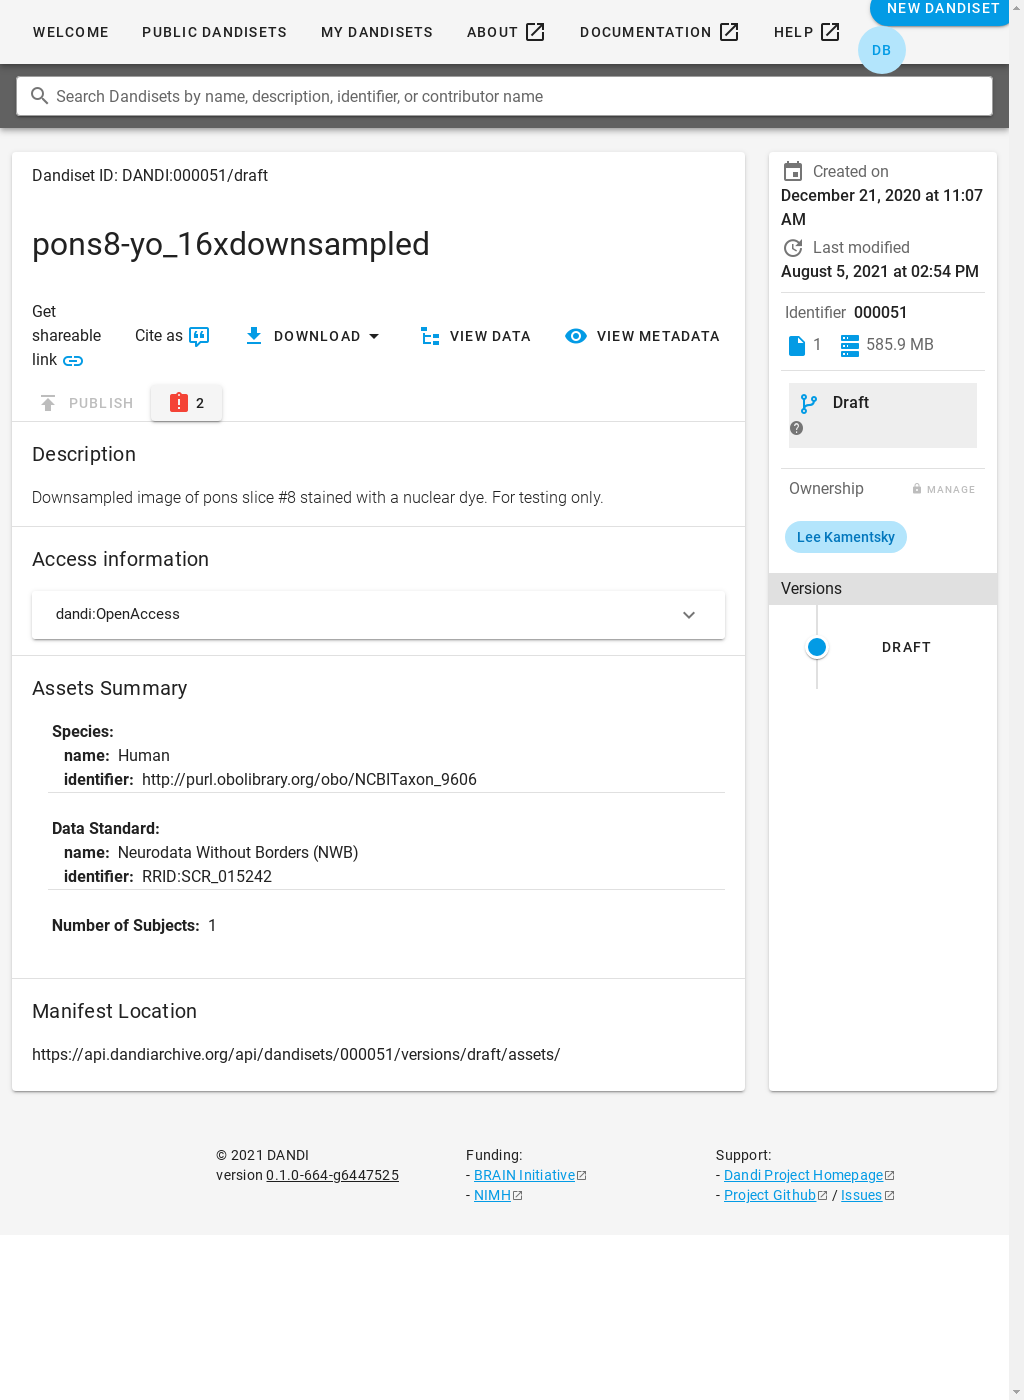 WELCOME
PUBLIC DANDISETS
MY DANDISETS
ABOUT
DOCUMENTATION
HELP
NEW DANDISET
DB
Search Dandisets by name, description, identifier, or contributor name
Dandiset ID: DANDI:000051/draft
pons8-yo_16xdownsampled
Get
shareable
link
Cite as
DOWNLOAD
VIEW DATA
VIEW METADATA
PUBLISH
2
Description
Downsampled image of pons slice #8 stained with a nuclear dye. For testing only.
Access information
dandi:OpenAccess
Assets Summary
Species:
name: Human
identifier: http://purl.obolibrary.org/obo/NCBITaxon_9606
Data Standard:
name: Neurodata Without Borders (NWB)
identifier: RRID:SCR_015242
Number of Subjects: 1
Manifest Location
https://api.dandiarchive.org/api/dandisets/000051/versions/draft/assets/
Created on
December 21, 2020 at 11:07
AM
Last modified
August 5, 2021 at 02:54 PM
Identifier 000051
1 585.9 MB
Draft
Ownership
MANAGE
Lee Kamentsky
Versions
DRAFT
© 2021 DANDI
version 0.1.0-664-g6447525
Funding:
- BRAIN Initiative
- NIMH
Support:
- Dandi Project Homepage
- Project Github / Issues